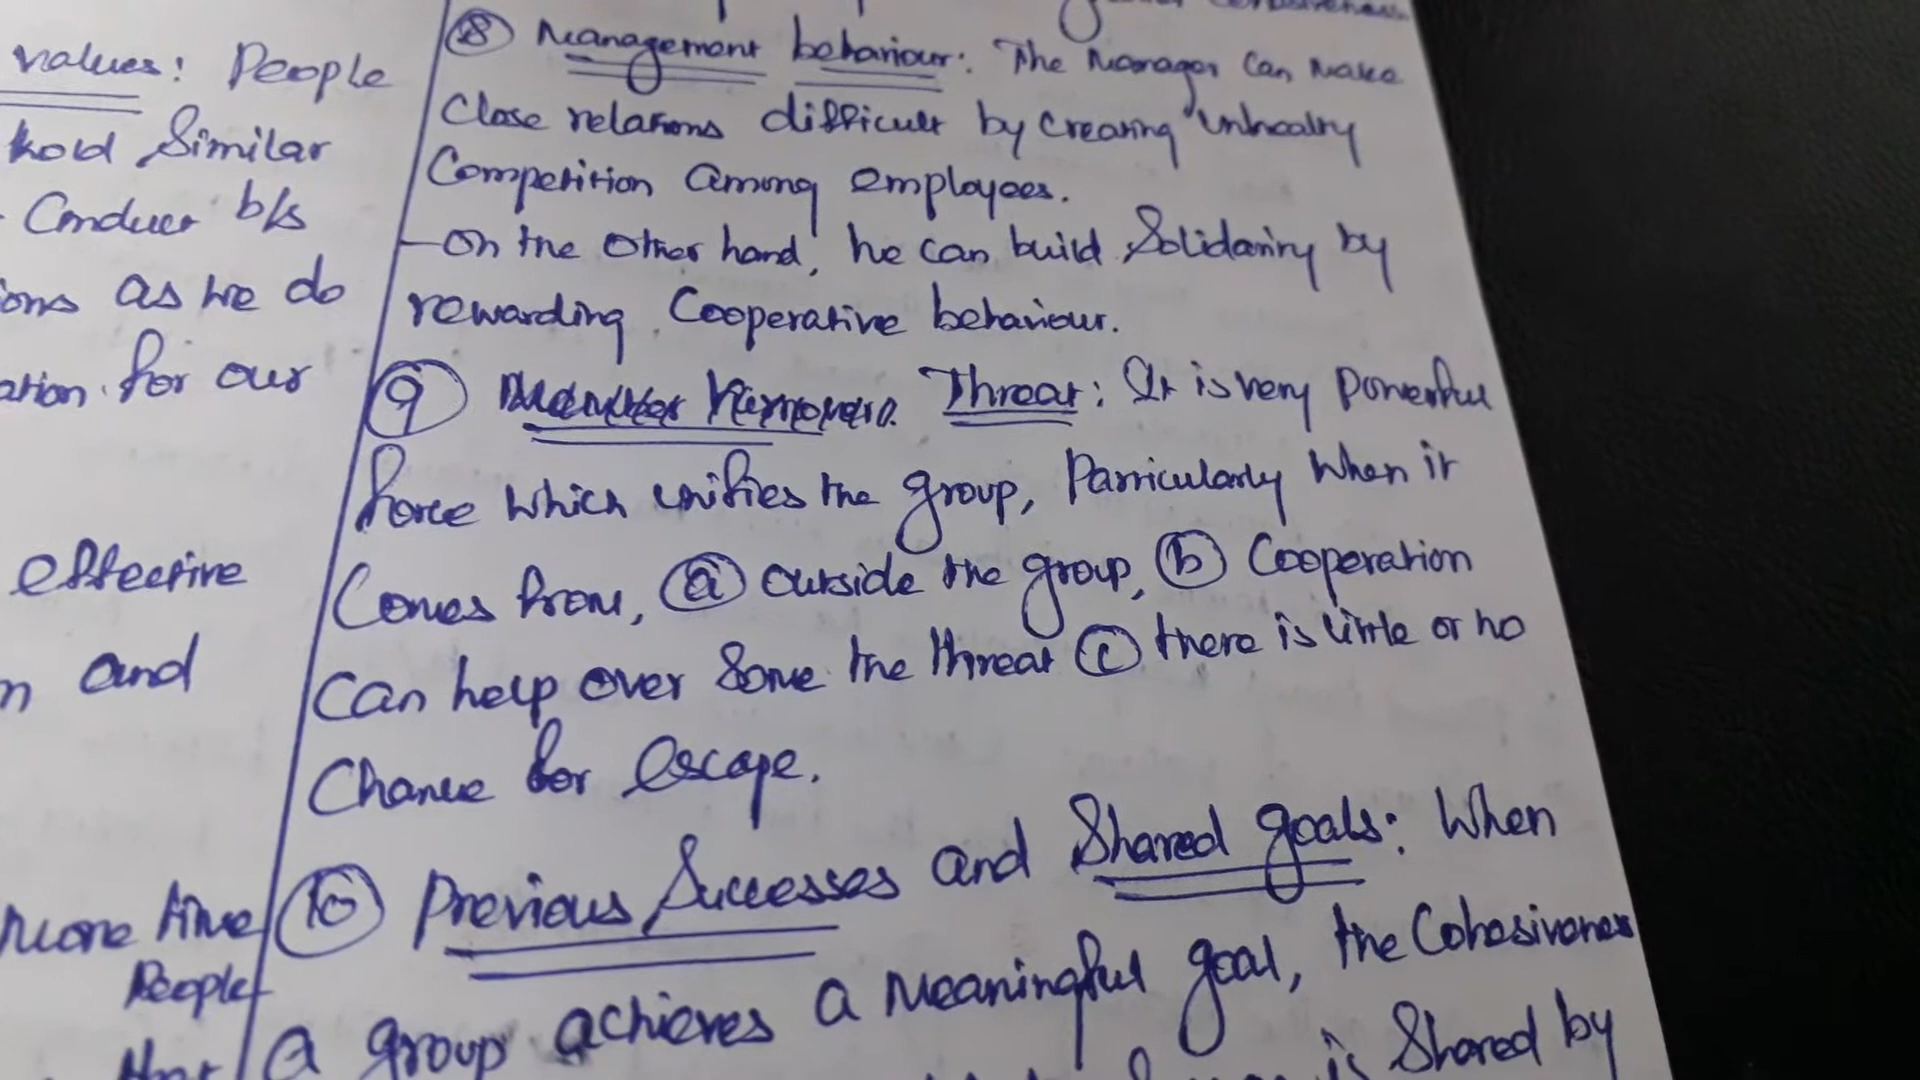 values: People
hold Similar
Conduct b/s
ions as we do
ation for our
effective
n and
more time
People
that
⑧ Management behaviour: The Manager Can make
Close relations difficult by Creating Unhealthy
Competition among employees.
- On the other hand, he can build Solidarity by
rewarding Cooperative behaviour.
⑨ Threat: It is very Powerful
force which unifies the group, Particularly when it
Comes from, ⓐ outside the group, ⓑ Cooperation
Can help over Some the threat ⓒ there is little or no
Chance for escape.
⑩ Previous Successes and Shared goals: When
a group achieves a meaningful goal, the Cohesiveness
is Shared by